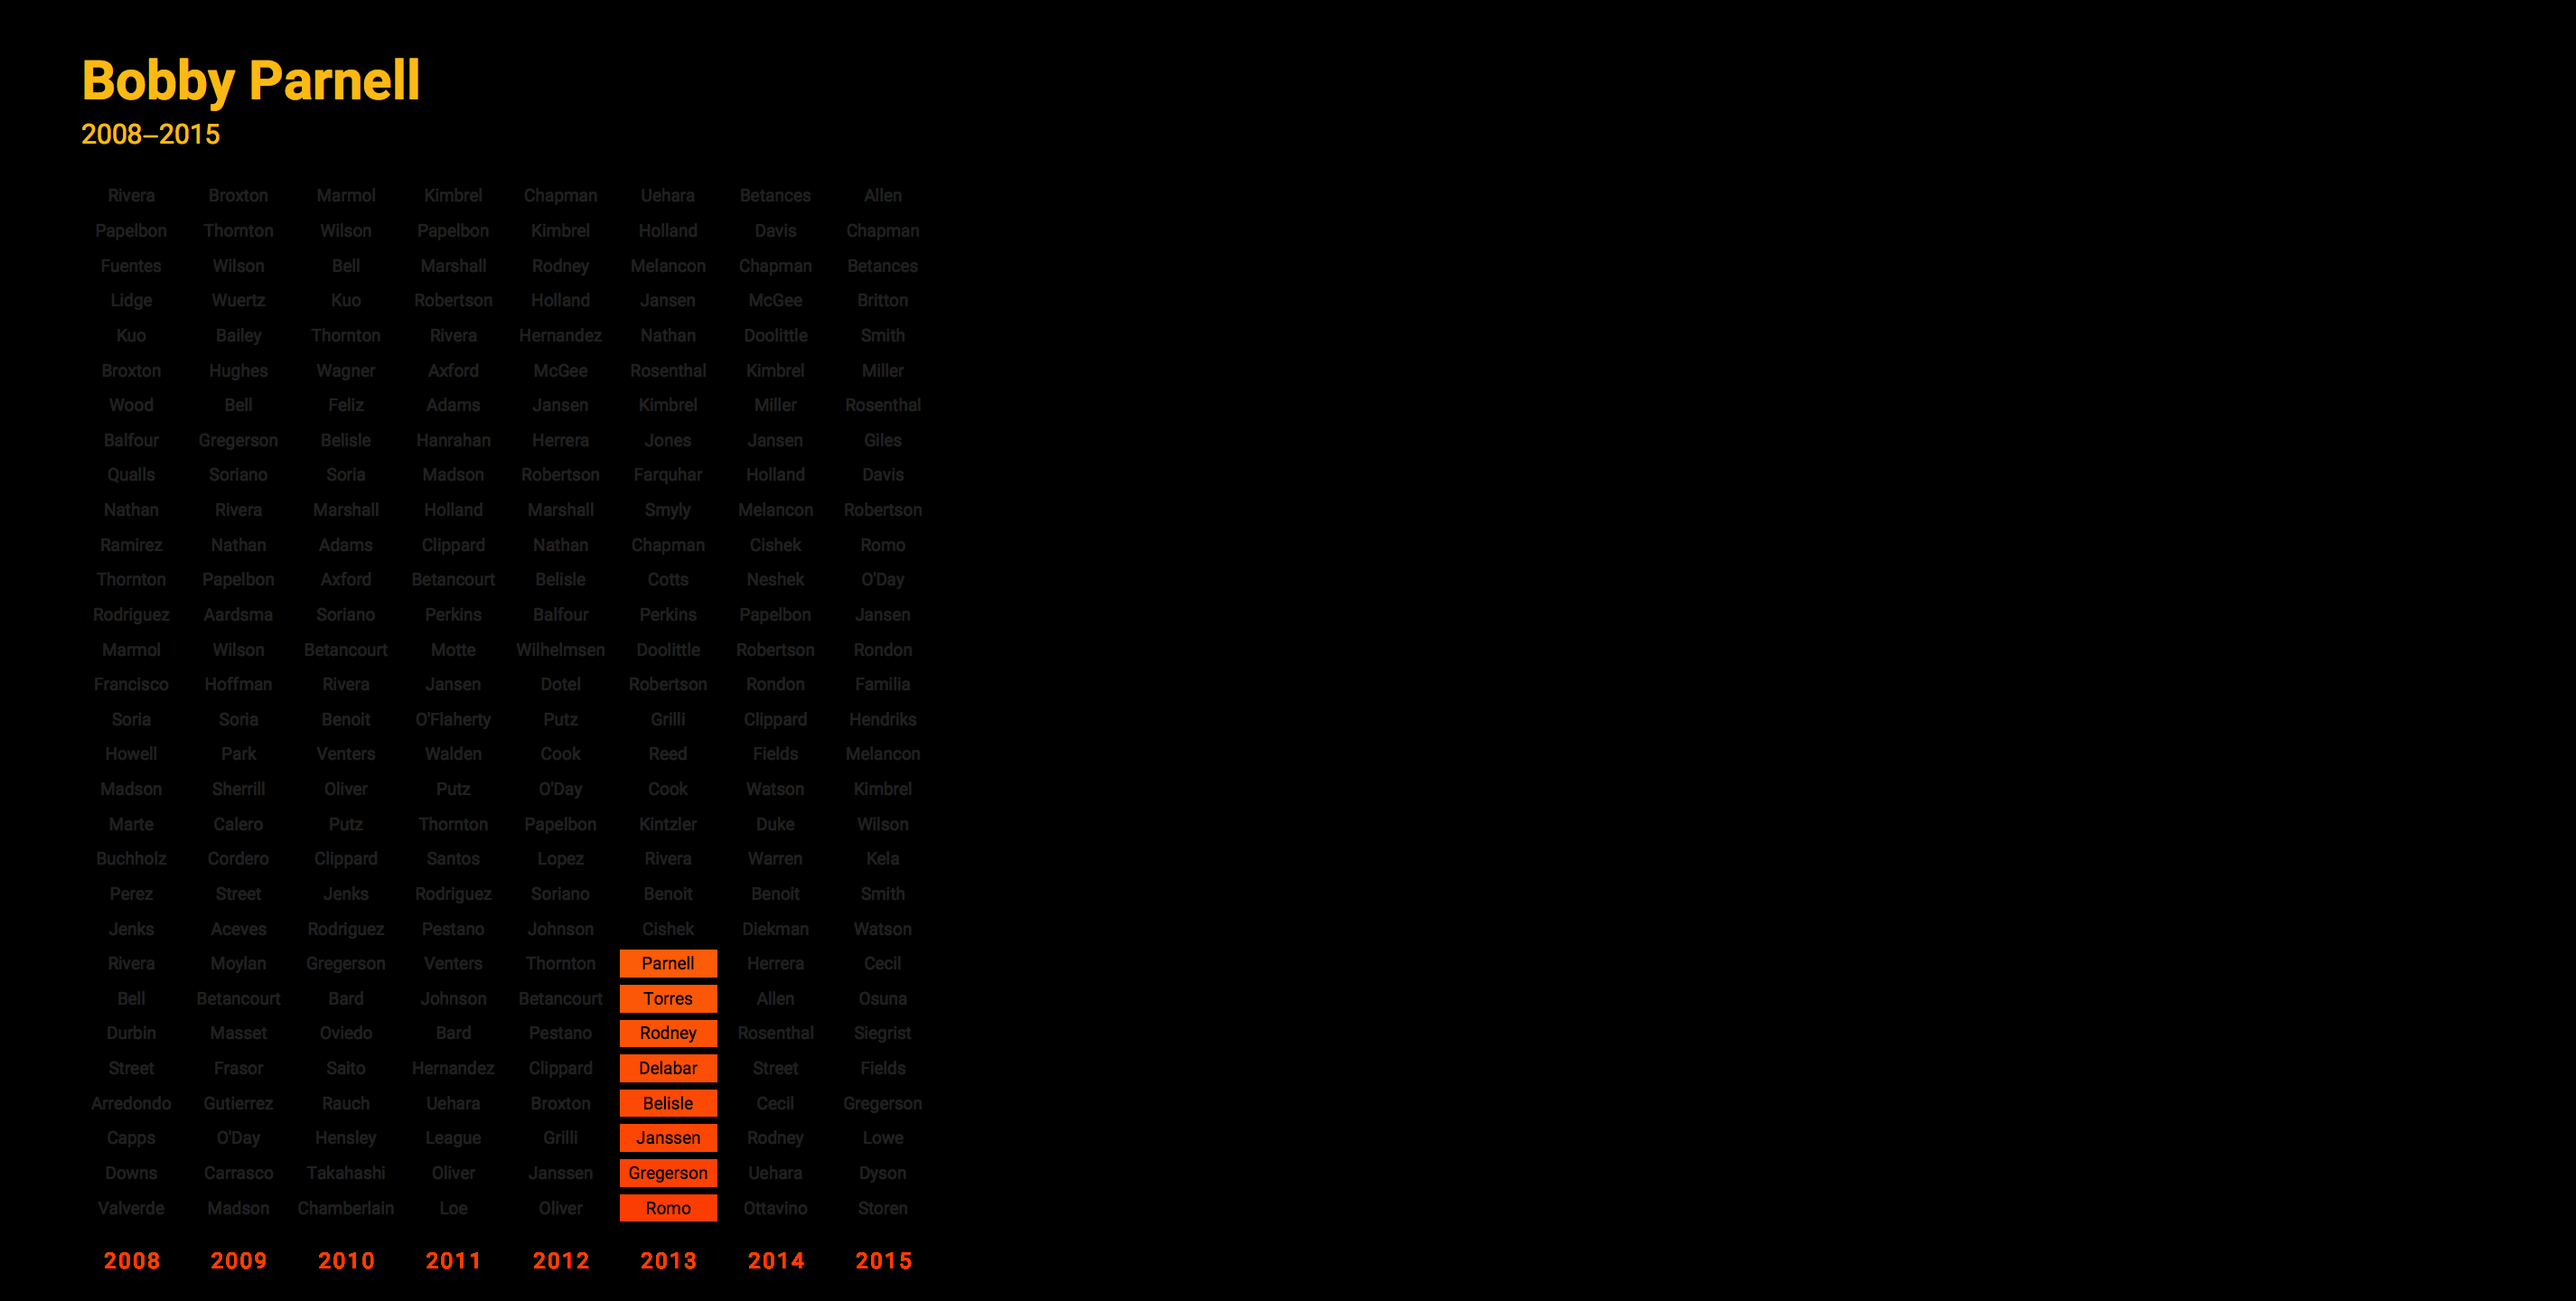 Bobby Parnell
2008–2015
Rivera Broxton Marmol Kimbrel Chapman Uehara Betances Allen
Papelbon Thornton Wilson Papelbon Kimbrel Holland Davis Chapman
Fuentes Wilson Bell Marshall Rodney Melancon Chapman Betances
Lidge Wuertz Kuo Robertson Holland Jansen McGee Britton
Kuo Bailey Thornton Rivera Hernandez Nathan Doolittle Smith
Broxton Hughes Wagner Axford McGee Rosenthal Kimbrel Miller
Wood Bell Feliz Adams Jansen Kimbrel Miller Rosenthal
Balfour Gregerson Belisle Hanrahan Herrera Jones Jansen Giles
Qualls Soriano Soria Madson Robertson Farquhar Holland Davis
Nathan Rivera Marshall Holland Marshall Smyly Melancon Robertson
Ramirez Nathan Adams Clippard Nathan Chapman Cishek Romo
Thornton Papelbon Axford Betancourt Belisle Cotts Neshek O'Day
Rodriguez Aardsma Soriano Perkins Balfour Perkins Papelbon Jansen
Marmol Wilson Betancourt Motte Wilhelmsen Doolittle Robertson Rondon
Francisco Hoffman Rivera Jansen Dotel Robertson Rondon Familia
Soria Soria Benoit O'Flaherty Putz Grilli Clippard Hendriks
Howell Park Venters Walden Cook Reed Fields Melancon
Madson Sherrill Oliver Putz O'Day Cook Watson Kimbrel
Marte Calero Putz Thornton Papelbon Kintzler Duke Wilson
Buchholz Cordero Clippard Santos Lopez Rivera Warren Kela
Perez Street Jenks Rodriguez Soriano Benoit Benoit Smith
Jenks Aceves Rodriguez Pestano Johnson Cishek Diekman Watson
Rivera Moylan Gregerson Venters Thornton Parnell Herrera Cecil
Bell Betancourt Bard Johnson Betancourt Torres Allen Osuna
Durbin Masset Oviedo Bard Pestano Rodney Rosenthal Siegrist
Street Frasor Saito Hernandez Clippard Delabar Street Fields
Arredondo Gutierrez Rauch Uehara Broxton Belisle Cecil Gregerson
Capps O'Day Hensley League Grilli Janssen Rodney Lowe
Downs Carrasco Takahashi Oliver Janssen Gregerson Uehara Dyson
Valverde Madson Chamberlain Loe Oliver Romo Ottavino Storen
2008 2009 2010 2011 2012 2013 2014 2015